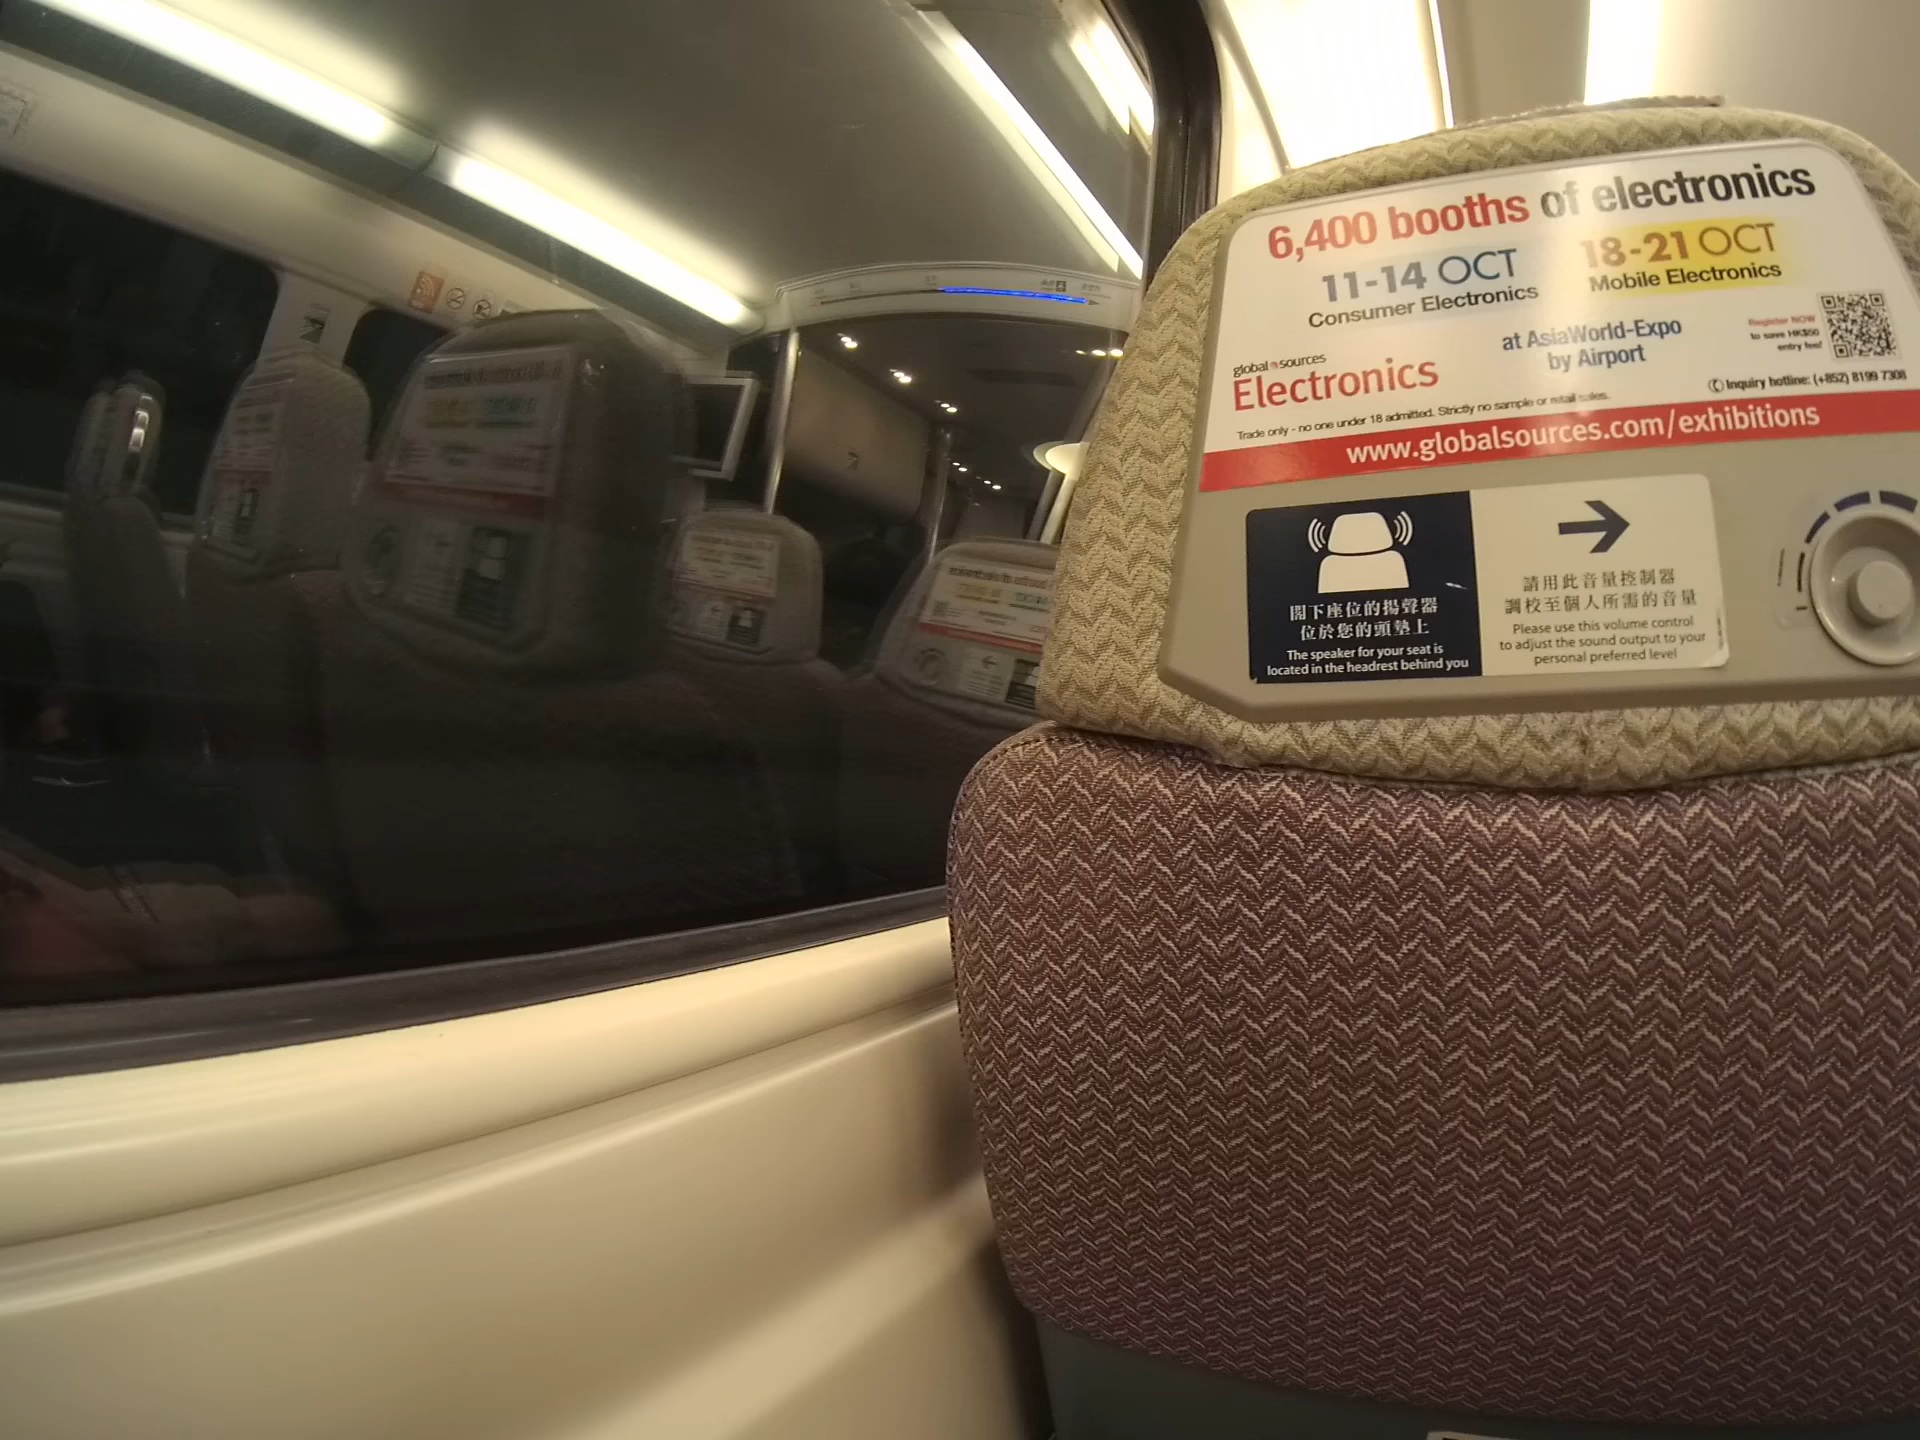 6,400 booths of electronics
11-14 OCT
Consumer Electronics
18-21 OCT
Mobile Electronics
at AsiaWorld-Expo
by Airport
Register NOW
to save HK$50
entry fee!
global sources
Electronics
Inquiry hotline: (+852) 8199 7308
Trade only - no one under 18 admitted. Strictly no sample or retail sales.
www.globalsources.com/exhibitions
閣下座位的揚聲器
位於您的頭墊上
The speaker for your seat is
located in the headrest behind you
請用此音量控制器
調校至個人所需的音量
Please use this volume control
to adjust the sound output to your
personal preferred level